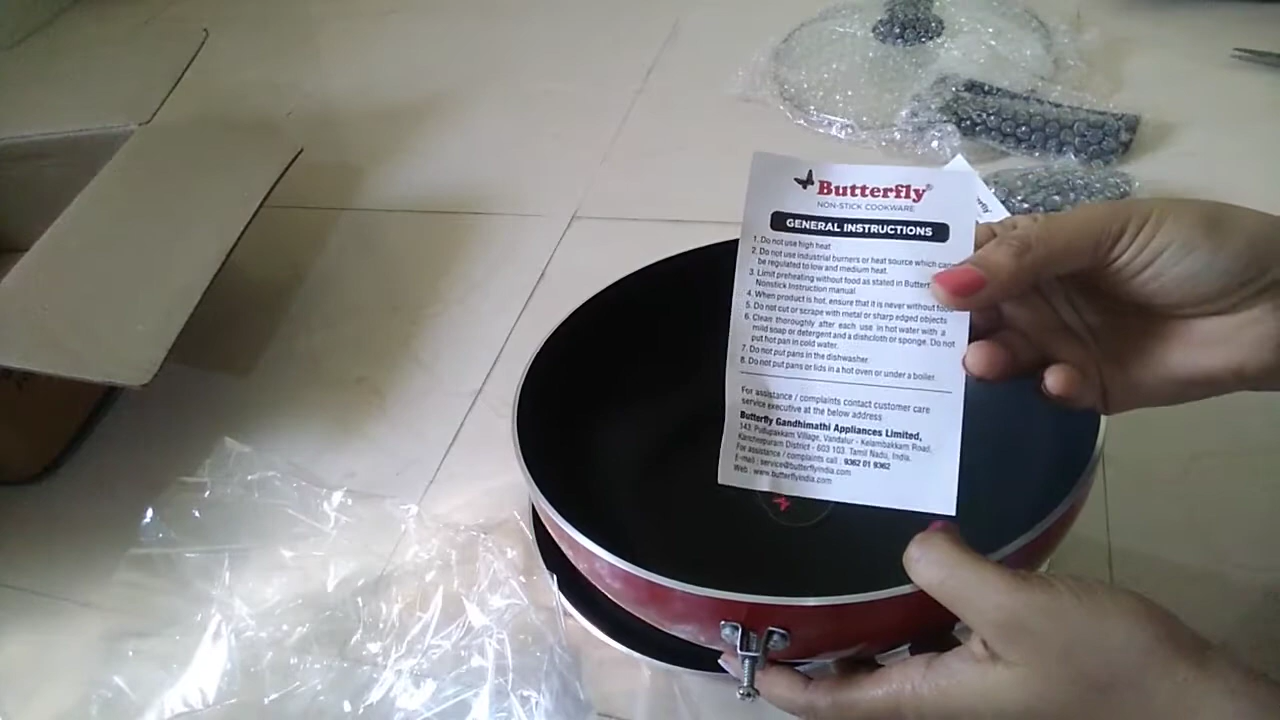 Butterfly®
NON-STICK COOKWARE
GENERAL INSTRUCTIONS
1. Do not use high heat
2. Do not use industrial burners or heat source which can
be regulated to low and medium heat.
3. Limit preheating without food as stated in
Nonstick Instruction manual
4. When product is hot, ensure that it is never without
5. Do not cut or scrape with metal or sharp edged objects
6. Clean thoroughly after each use in hot water with a
mild soap or detergent and a dishcloth or sponge. Do not
put hot pan in cold water.
7. Do not put pans in the dishwasher.
8. Do not put pans or lids in a hot oven or under a boiler.
For assistance / complaints contact customer care
service executive at the below address
Butterfly Gandhimathi Appliances Limited,
143, Pudupakkam Village, Vandalur - Kelambakkam Road,
Kancheepuram District - 603 103. Tamil Nadu, India.
For assistance / complaints call : 9362 01 9362
E-mail : service@butterflyindia.com
Web : www.butterflyindia.com